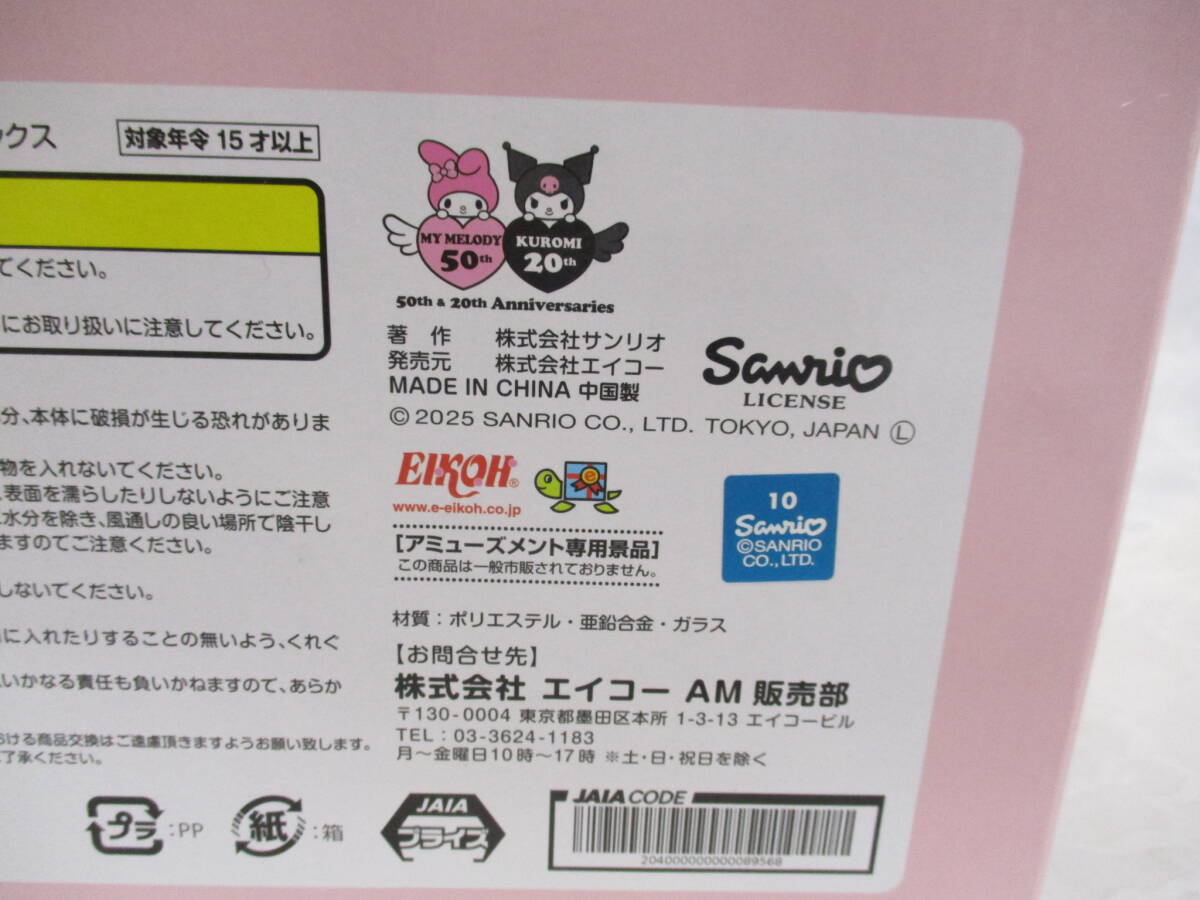 ックス
対象年令 15 才以上
てください。
にお取り扱いに注意してください。
分、本体に破損が生じる恐れがありま
物を入れないでください。
表面を濡らしたりしないようにご注意
水分を除き、風通しの良い場所で陰干し
ますのでご注意ください。
しないでください。
に入れたりすることの無いよう、くれぐ
いかなる責任も負いかねますので、あらか
ける商品交換はご遠慮頂きますようお願い致します。
了承ください。
プラ :PP
紙 :箱
MY MELODY 50th
KUROMI 20th
50th & 20th Anniversaries
著 作 株式会社サンリオ
発売元 株式会社エイコー
MADE IN CHINA 中国製
© 2025 SANRIO CO., LTD. TOKYO, JAPAN Ⓛ
Sanrio
LICENSE
EIKOH®
www.e-eikoh.co.jp
[アミューズメント専用景品]
この商品は一般市販されておりません。
10
Sanrio
©SANRIO
CO., LTD.
材質：ポリエステル・亜鉛合金・ガラス
【お問合せ先】
株式会社 エイコー AM 販売部
〒130-0004 東京都墨田区本所 1-3-13 エイコービル
TEL : 03-3624-1183
月～金曜日10時～17時 ※土・日・祝日を除く
JAIA
プライズ
JAIA CODE
204000000000089568